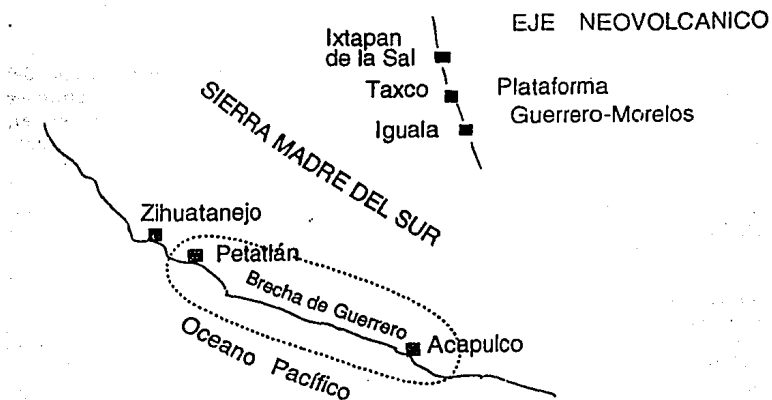 EJE NEOVOLCANICO
Ixtapan
de la Sal
Taxco
Plataforma
Guerrero-Morelos
Iguala
SIERRA MADRE DEL SUR
Zihuatanejo
Petatlán
Brecha de Guerrero
Acapulco
Oceano Pacífico